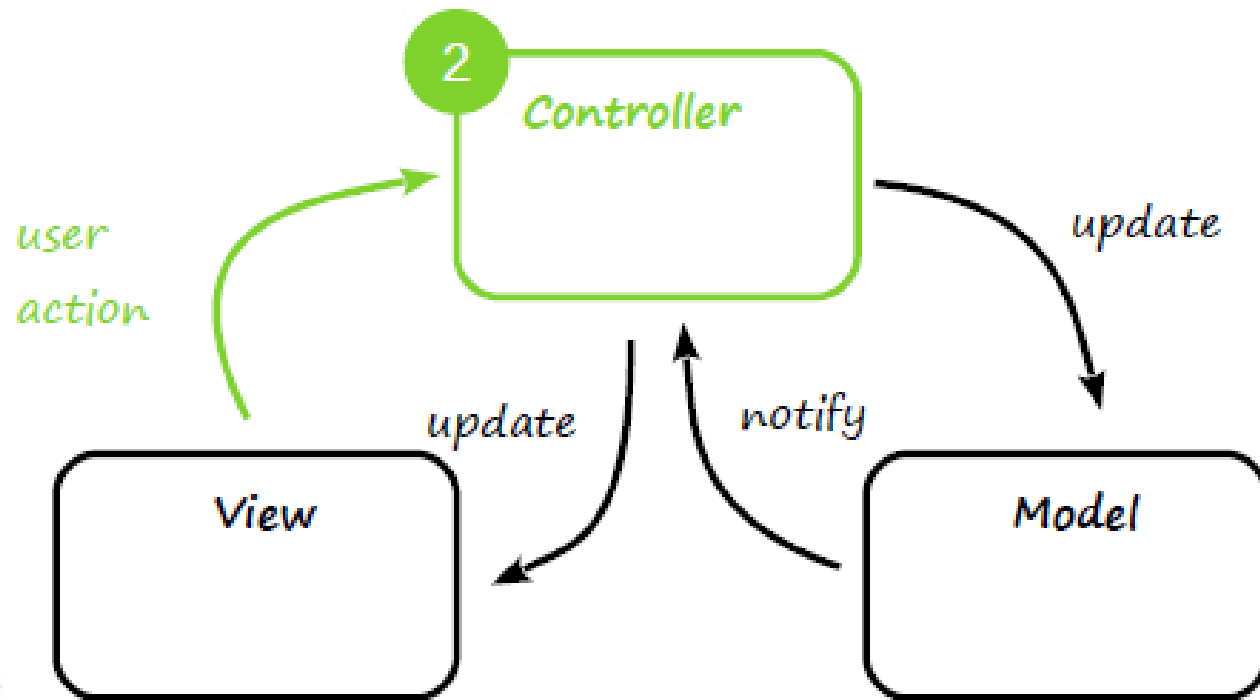 2
Controller
user
action
update
update
notify
View
Model